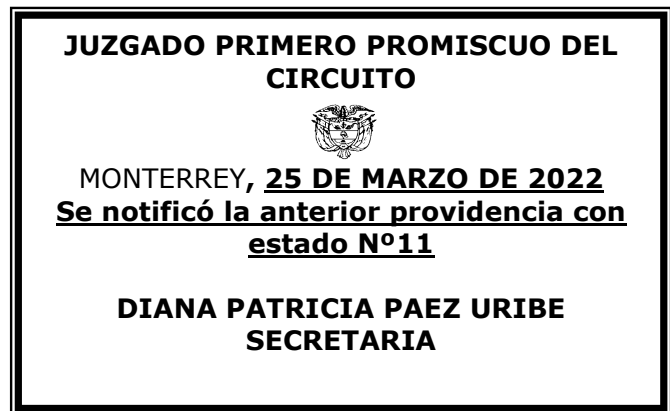 JUZGADO PRIMERO PROMISCUO DEL
CIRCUITO
MONTERREY, 25 DE MARZO DE 2022
Se notificó la anterior providencia con
estado Nº11
DIANA PATRICIA PAEZ URIBE
SECRETARIA